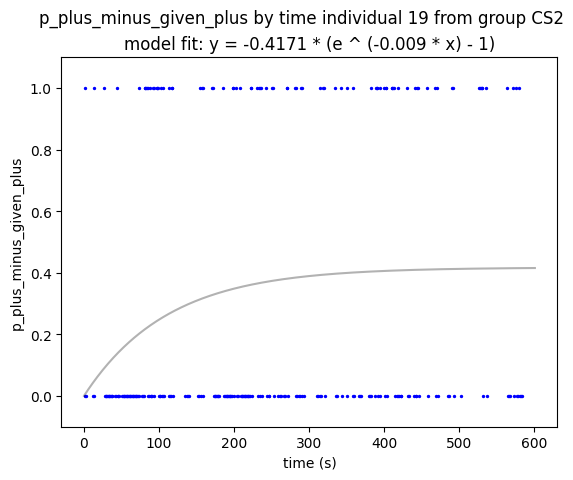 p_plus_minus_given_plus by time individual 19 from group CS2
model fit: y = -0.4171 * (e ^ (-0.009 * x) - 1)
1.0
0.8
0.6
0.4
0.2
0.0
p_plus_minus_given_plus
0 100 200 300 400 500 600
time (s)